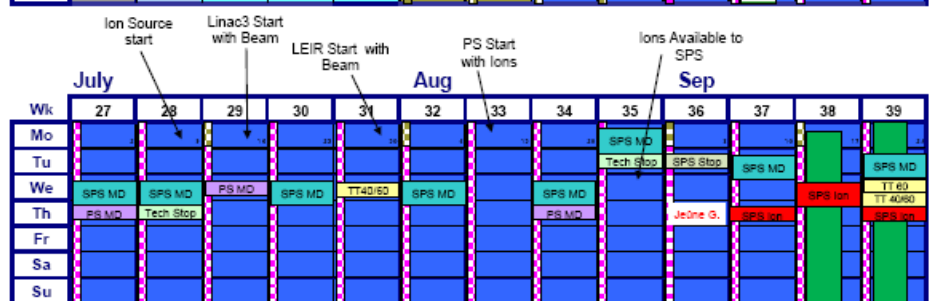 Ion Source
start
Linac3 Start
with Beam
LEIR Start with
Beam
PS Start
with Ions
Ions Available to
SPS
July Aug Sep
Wk 27 28 29 30 31 32 33 34 35 36 37 38 39
Mo SPS MD
Tu Tech Stop SPS Stop SPS MD SPS MD
We SPS MD SPS MD PS MD SPS MD TT40/60 SPS MD SPS MD SPS Ion TT 60
TT 40/60
Th PS MD Tech Stop PS MD Jeûne G. SPS Ion SPS Ion
Fr
Sa
Su